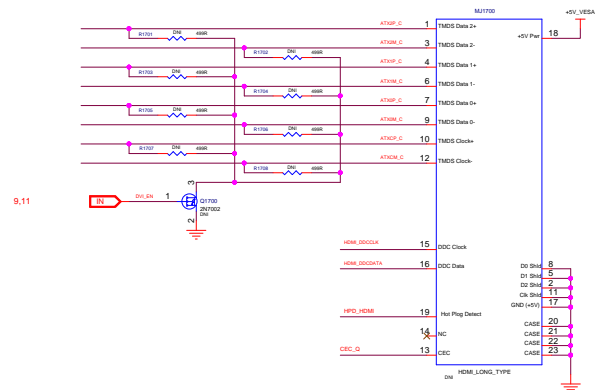 MJ1700
+5V_VESA
ATX2P_C 1 TMDS Data 2+
+5V Pwr 18
R1701 DNI 499R
ATX2M_C 3 TMDS Data 2-
R1702 DNI 499R
ATX1P_C 4 TMDS Data 1+
R1703 DNI 499R
ATX1M_C 6 TMDS Data 1-
R1704 DNI 499R
ATX0P_C 7 TMDS Data 0+
R1705 DNI 499R
ATX0M_C 9 TMDS Data 0-
R1706 DNI 499R
ATXCP_C 10 TMDS Clock+
R1707 DNI 499R
ATXCM_C 12 TMDS Clock-
R1708 DNI 499R
3
9,11 IN DVI_EN 1 Q1700
2N7002
DNI
2
HDMI_DDCCLK 15 DDC Clock
HDMI_DDCDATA 16 DDC Data
D0 Shld 8
D1 Shld 5
D2 Shld 2
Clk Shld 11
GND (+5V) 17
HPD_HDMI 19 Hot Plog Detect
CASE 20
14 NC
CASE 21
CASE 22
CEC_Q 13 CEC
CASE 23
HDMI_LONG_TYPE
DNI